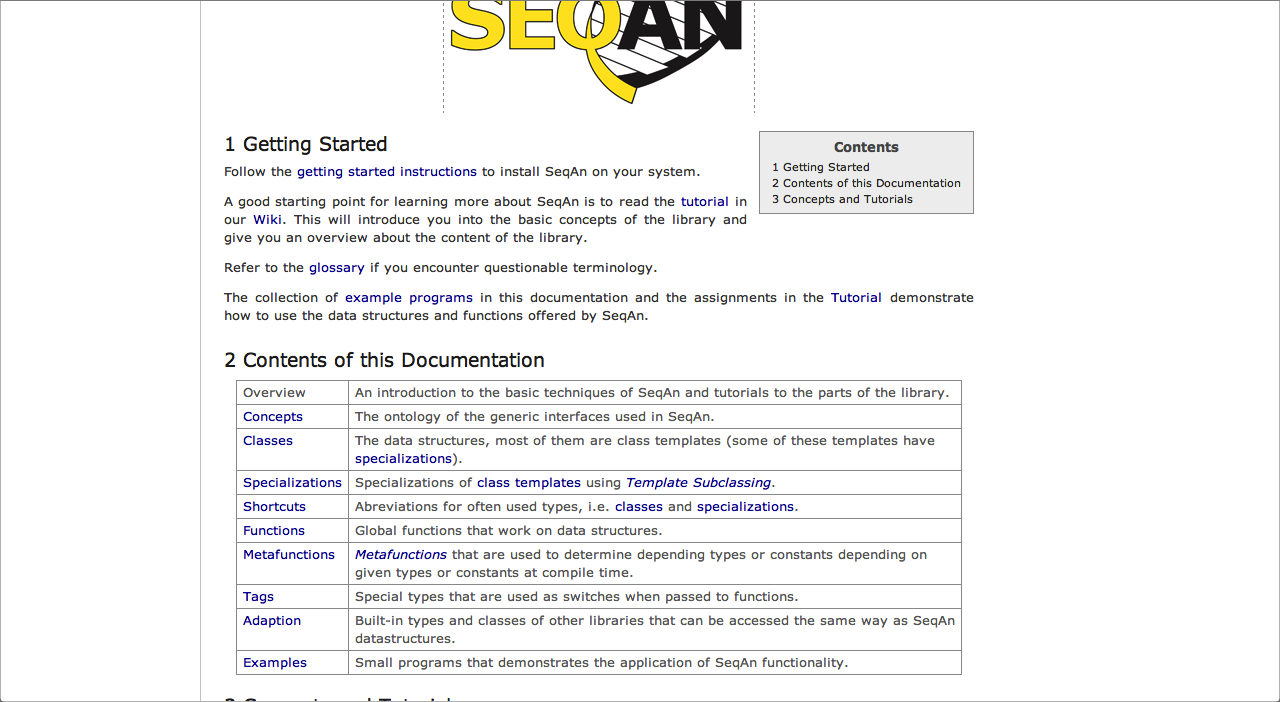 SEQAN
1 Getting Started
Follow the getting started instructions to install SeqAn on your system.
A good starting point for learning more about SeqAn is to read the tutorial in
our Wiki. This will introduce you into the basic concepts of the library and
give you an overview about the content of the library.
Refer to the glossary if you encounter questionable terminology.
The collection of example programs in this documentation and the assignments in the Tutorial demonstrate
how to use the data structures and functions offered by SeqAn.
Contents
1 Getting Started
2 Contents of this Documentation
3 Concepts and Tutorials
2 Contents of this Documentation
Overview An introduction to the basic techniques of SeqAn and tutorials to the parts of the library.
Concepts The ontology of the generic interfaces used in SeqAn.
Classes The data structures, most of them are class templates (some of these templates have
specializations).
Specializations Specializations of class templates using Template Subclassing.
Shortcuts Abreviations for often used types, i.e. classes and specializations.
Functions Global functions that work on data structures.
Metafunctions Metafunctions that are used to determine depending types or constants depending on
given types or constants at compile time.
Tags Special types that are used as switches when passed to functions.
Adaption Built-in types and classes of other libraries that can be accessed the same way as SeqAn
datastructures.
Examples Small programs that demonstrates the application of SeqAn functionality.